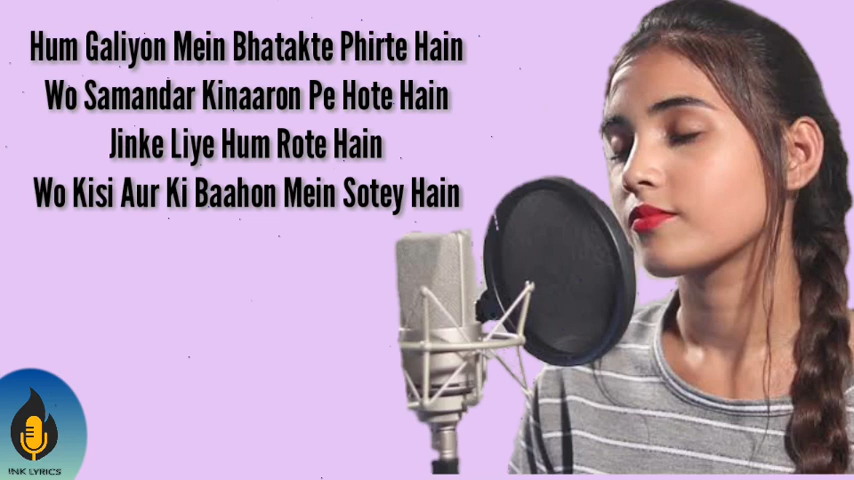 Hum Galiyon Mein Bhatakte Phirte Hain
Wo Samandar Kinaaron Pe Hote Hain
Jinke Liye Hum Rote Hain
Wo Kisi Aur Ki Baahon Mein Sotey Hain
INK LYRICS